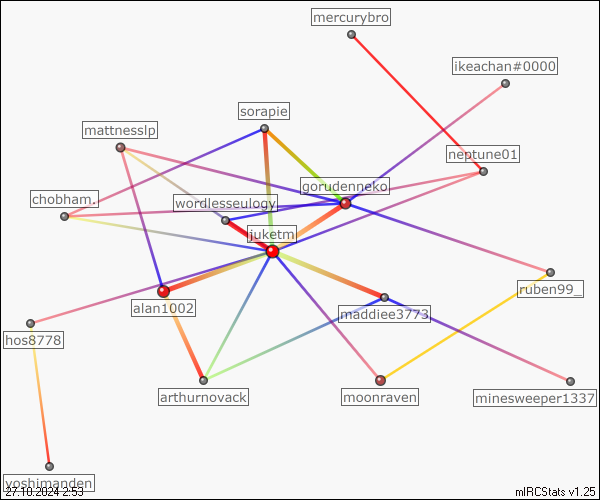 mercurybro
ikeachan#0000
sorapie
mattnesslp
neptune01
gorudenneko
chobham.
wordlesseulogy
juketm
ruben99_
alan1002
maddiee3773
hos8778
arthurnovack
moonraven
minesweeper1337
yoshimanden
27.10.2024 2:53
mIRCStats v1.25